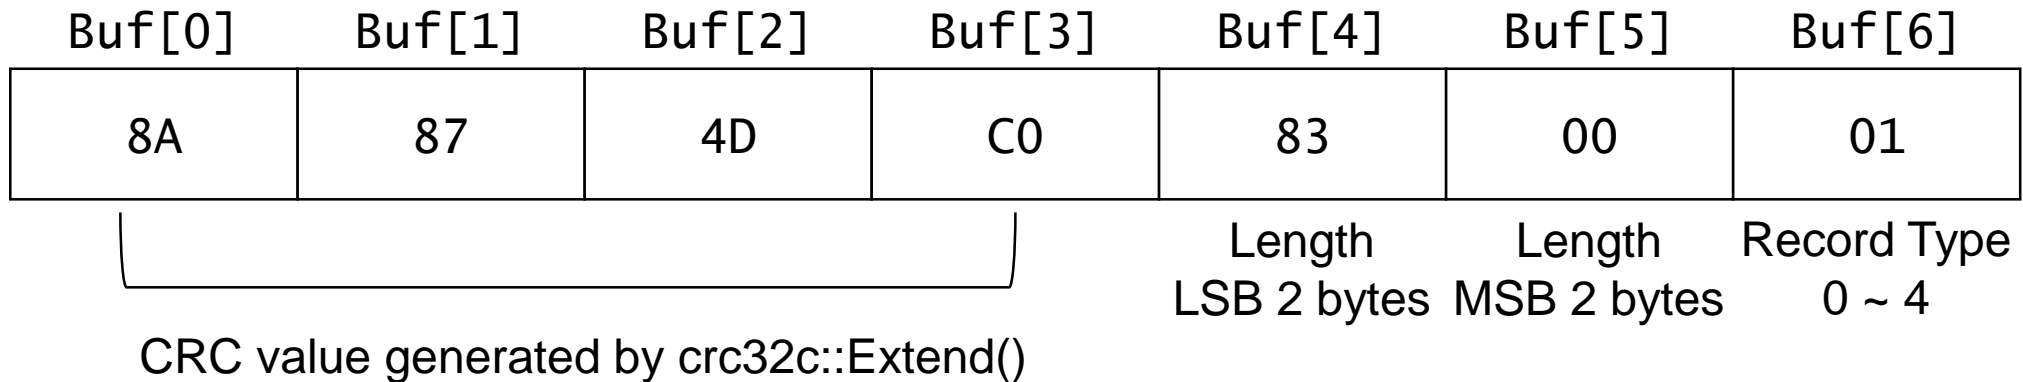 Buf[0] Buf[1] Buf[2] Buf[3] Buf[4] Buf[5] Buf[6]
8A 87 4D C0 83 00 01
Length Length Record Type
LSB 2 bytes MSB 2 bytes 0 ~ 4
CRC value generated by crc32c::Extend()